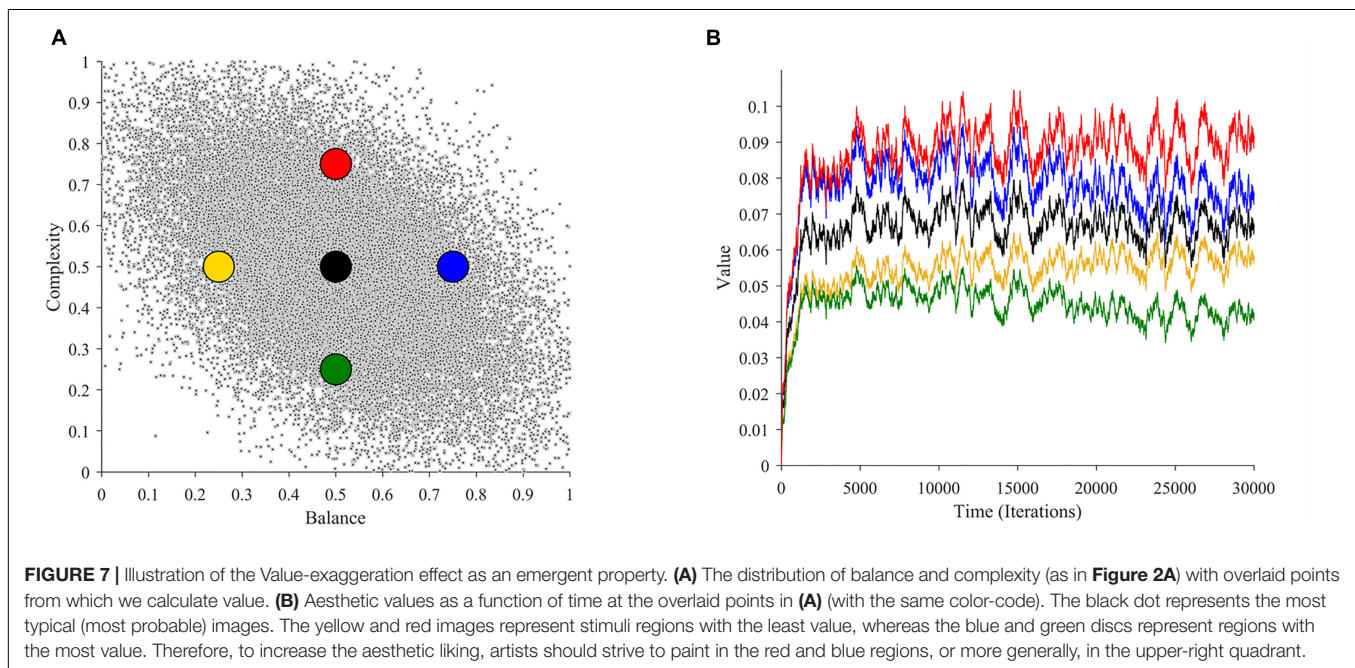 A
B
1
0.9
0.8
0.7
0.6
0.5
0.4
0.3
0.2
0.1
0
Complexity
0 0.1 0.2 0.3 0.4 0.5 0.6 0.7 0.8 0.9 1
Balance
0.1
0.09
0.08
0.07
0.06
0.05
0.04
0.03
0.02
0.01
0
Value
0 5000 10000 15000 20000 25000 30000
Time (Iterations)
FIGURE 7 | Illustration of the Value-exaggeration effect as an emergent property. (A) The distribution of balance and complexity (as in Figure 2A) with overlaid points
from which we calculate value. (B) Aesthetic values as a function of time at the overlaid points in (A) (with the same color-code). The black dot represents the most
typical (most probable) images. The yellow and red images represent stimuli regions with the least value, whereas the blue and green discs represent regions with
the most value. Therefore, to increase the aesthetic liking, artists should strive to paint in the red and blue regions, or more generally, in the upper-right quadrant.